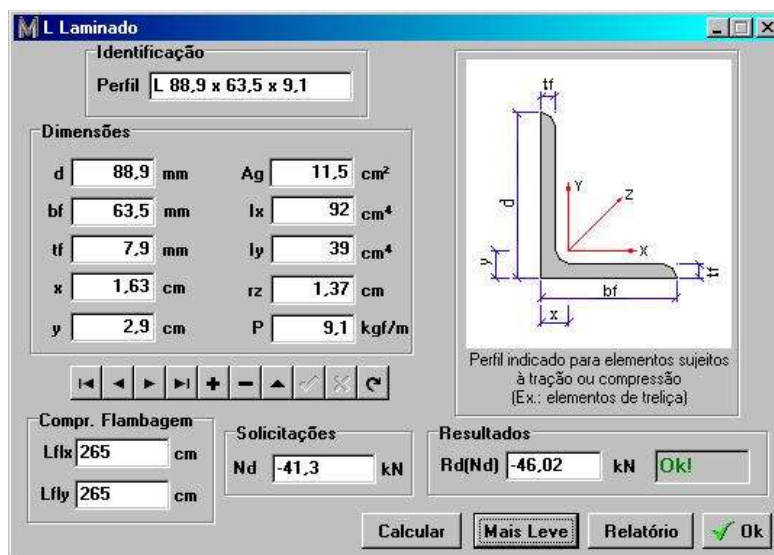 L Laminado
Identificação
Perfil L 88,9 x 63,5 x 9,1
Dimensões
d 88,9 mm Ag 11,5 cm²
bf 63,5 mm Ix 92 cm⁴
tf 7,9 mm Iy 39 cm⁴
x 1,63 cm rz 1,37 cm
y 2,9 cm P 9,1 kgf/m
tf
Y
Z
X
d
y
tf
bf
x
Perfil indicado para elementos sujeitos
à tração ou compressão
(Ex.: elementos de treliça)
Compr. Flambagem
Lflx 265 cm
Lfly 265 cm
Solicitações
Nd -41,3 kN
Resultados
Rd(Nd) -46,02 kN Ok!
Calcular Mais Leve Relatório Ok